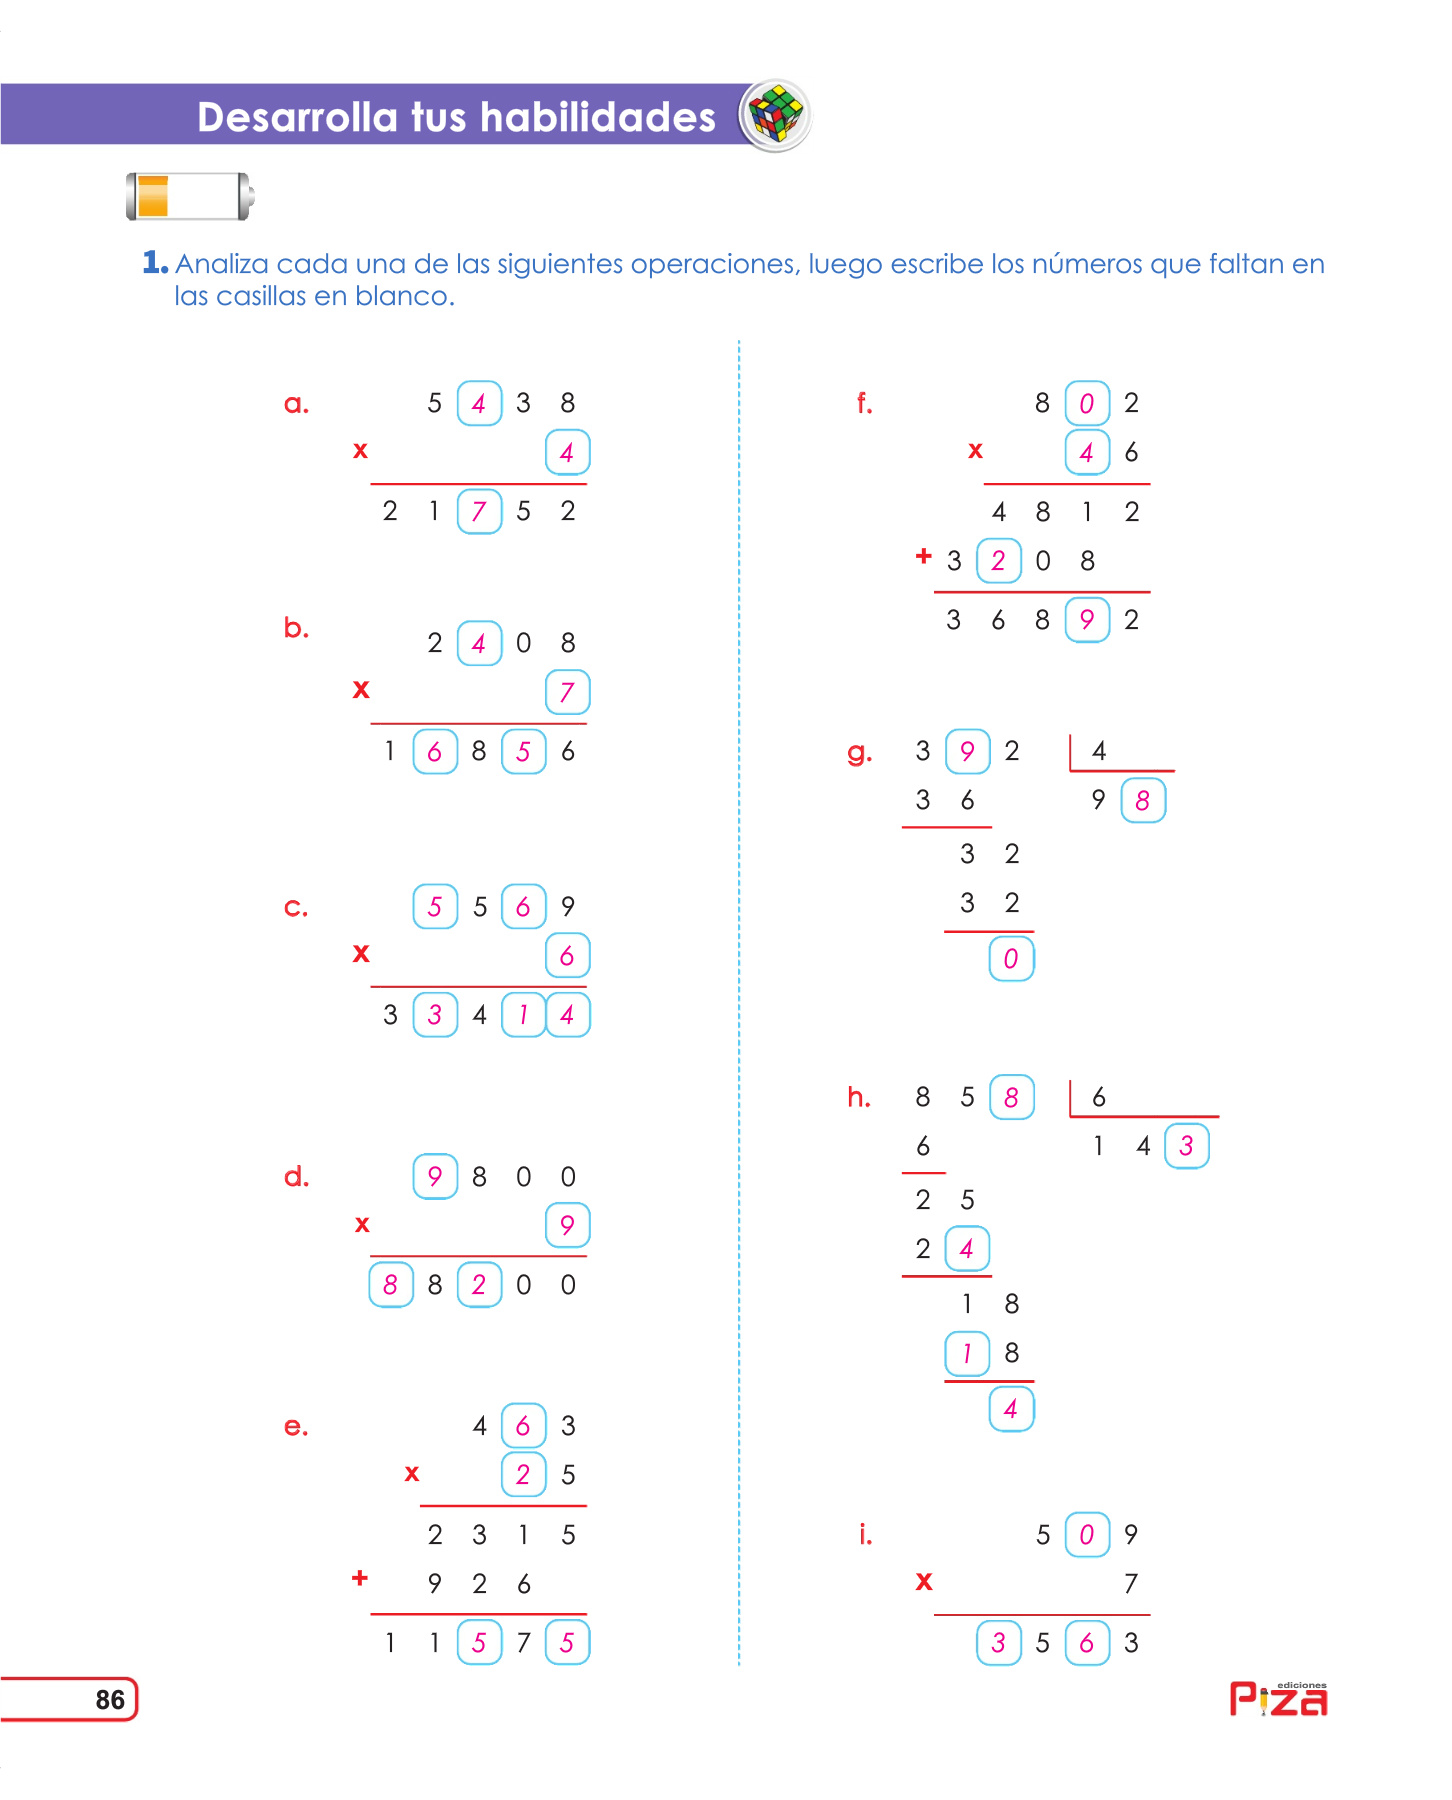 Desarrolla tus habilidades
1. Analiza cada una de las siguientes operaciones, luego escribe los números que faltan en
las casillas en blanco.
a. 5 4 3 8
x 4
2 1 7 5 2
b. 2 4 0 8
x 7
1 6 8 5 6
c. 5 5 6 9
x 6
3 3 4 1 4
d. 9 8 0 0
x 9
8 8 2 0 0
e. 4 6 3
x 2 5
2 3 1 5
+ 9 2 6
1 1 5 7 5
f. 8 0 2
x 4 6
4 8 1 2
+ 3 2 0 8
3 6 8 9 2
g. 3 9 2 4
3 6 9 8
3 2
3 2
0
h. 8 5 8 6
6 1 4 3
2 5
2 4
1 8
1 8
4
i. 5 0 9
x 7
3 5 6 3
86
ediciones
Piza